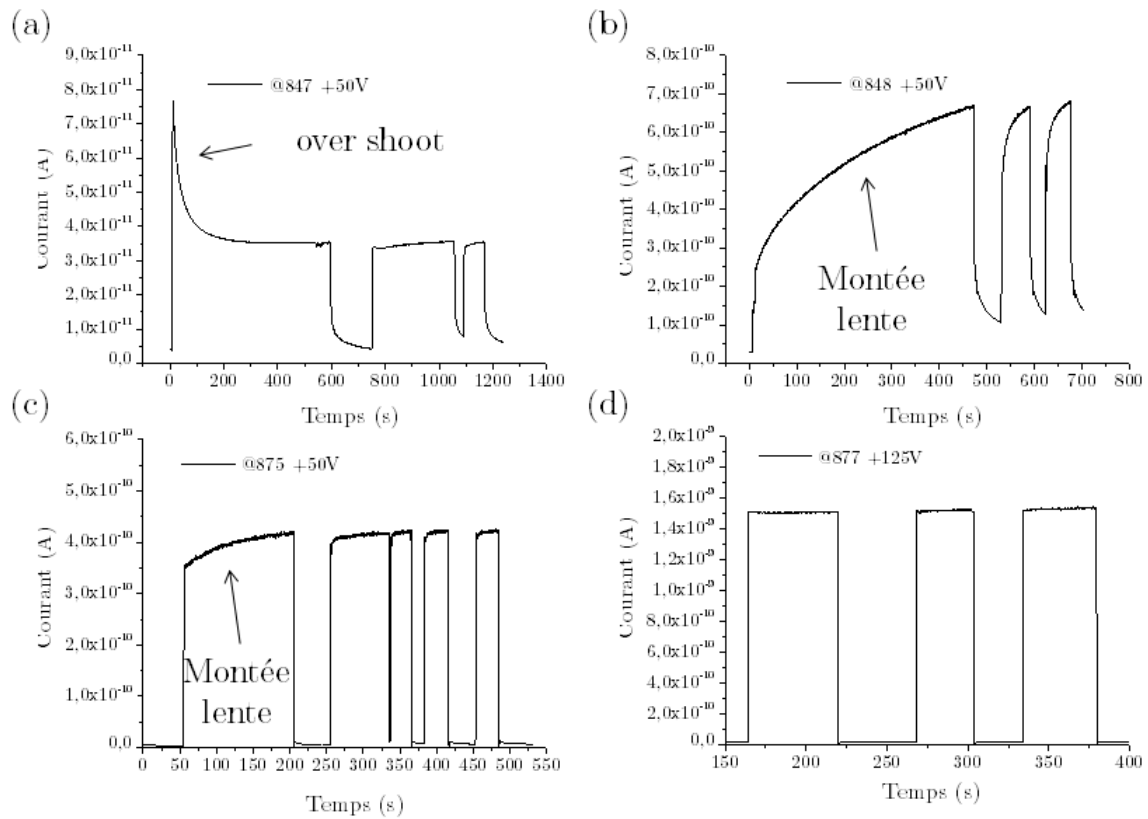 (a)
9,0x10⁻¹¹
8,0x10⁻¹¹
7,0x10⁻¹¹
6,0x10⁻¹¹
5,0x10⁻¹¹
4,0x10⁻¹¹
3,0x10⁻¹¹
2,0x10⁻¹¹
1,0x10⁻¹¹
0,0
Courant (A)
@847 +50V
over shoot
0 200 400 600 800 1000 1200 1400
Temps (s)
(b)
8,0x10⁻¹⁰
7,0x10⁻¹⁰
6,0x10⁻¹⁰
5,0x10⁻¹⁰
4,0x10⁻¹⁰
3,0x10⁻¹⁰
2,0x10⁻¹⁰
1,0x10⁻¹⁰
0,0
Courant (A)
@848 +50V
Montée
lente
0 100 200 300 400 500 600 700 800
Temps (s)
(c)
6,0x10⁻¹⁰
5,0x10⁻¹⁰
4,0x10⁻¹⁰
3,0x10⁻¹⁰
2,0x10⁻¹⁰
1,0x10⁻¹⁰
0,0
Courant (A)
@875 +50V
Montée
lente
0 50 100 150 200 250 300 350 400 450 500 550
Temps (s)
(d)
2,0x10⁻⁹
1,8x10⁻⁹
1,6x10⁻⁹
1,4x10⁻⁹
1,2x10⁻⁹
1,0x10⁻⁹
8,0x10⁻¹⁰
6,0x10⁻¹⁰
4,0x10⁻¹⁰
2,0x10⁻¹⁰
0,0
Courant (A)
@877 +125V
150 200 250 300 350 400
Temps (s)